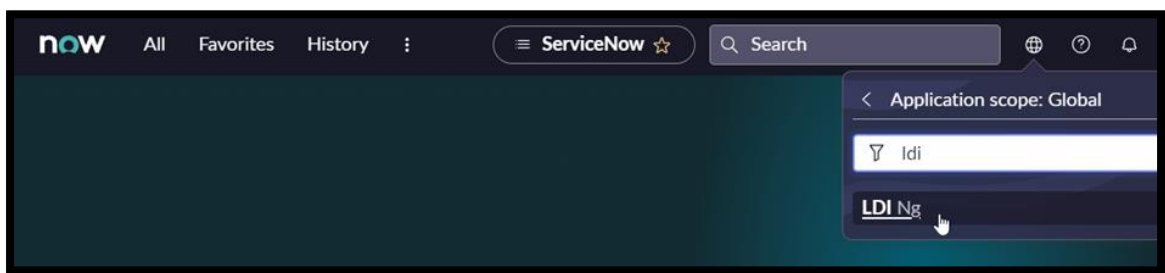 now All Favorites History ServiceNow Search
Application scope: Global
ldi
LDI Ng